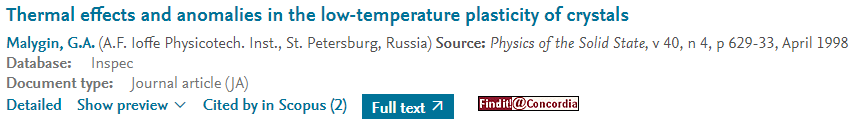 Thermal effects and anomalies in the low-temperature plasticity of crystals
Malygin, G.A. (A.F. Ioffe Physicotech. Inst., St. Petersburg, Russia) Source: Physics of the Solid State, v 40, n 4, p 629-33, April 1998
Database: Inspec
Document type: Journal article (JA)
Detailed Show preview Cited by in Scopus (2) Full text Findit@Concordia